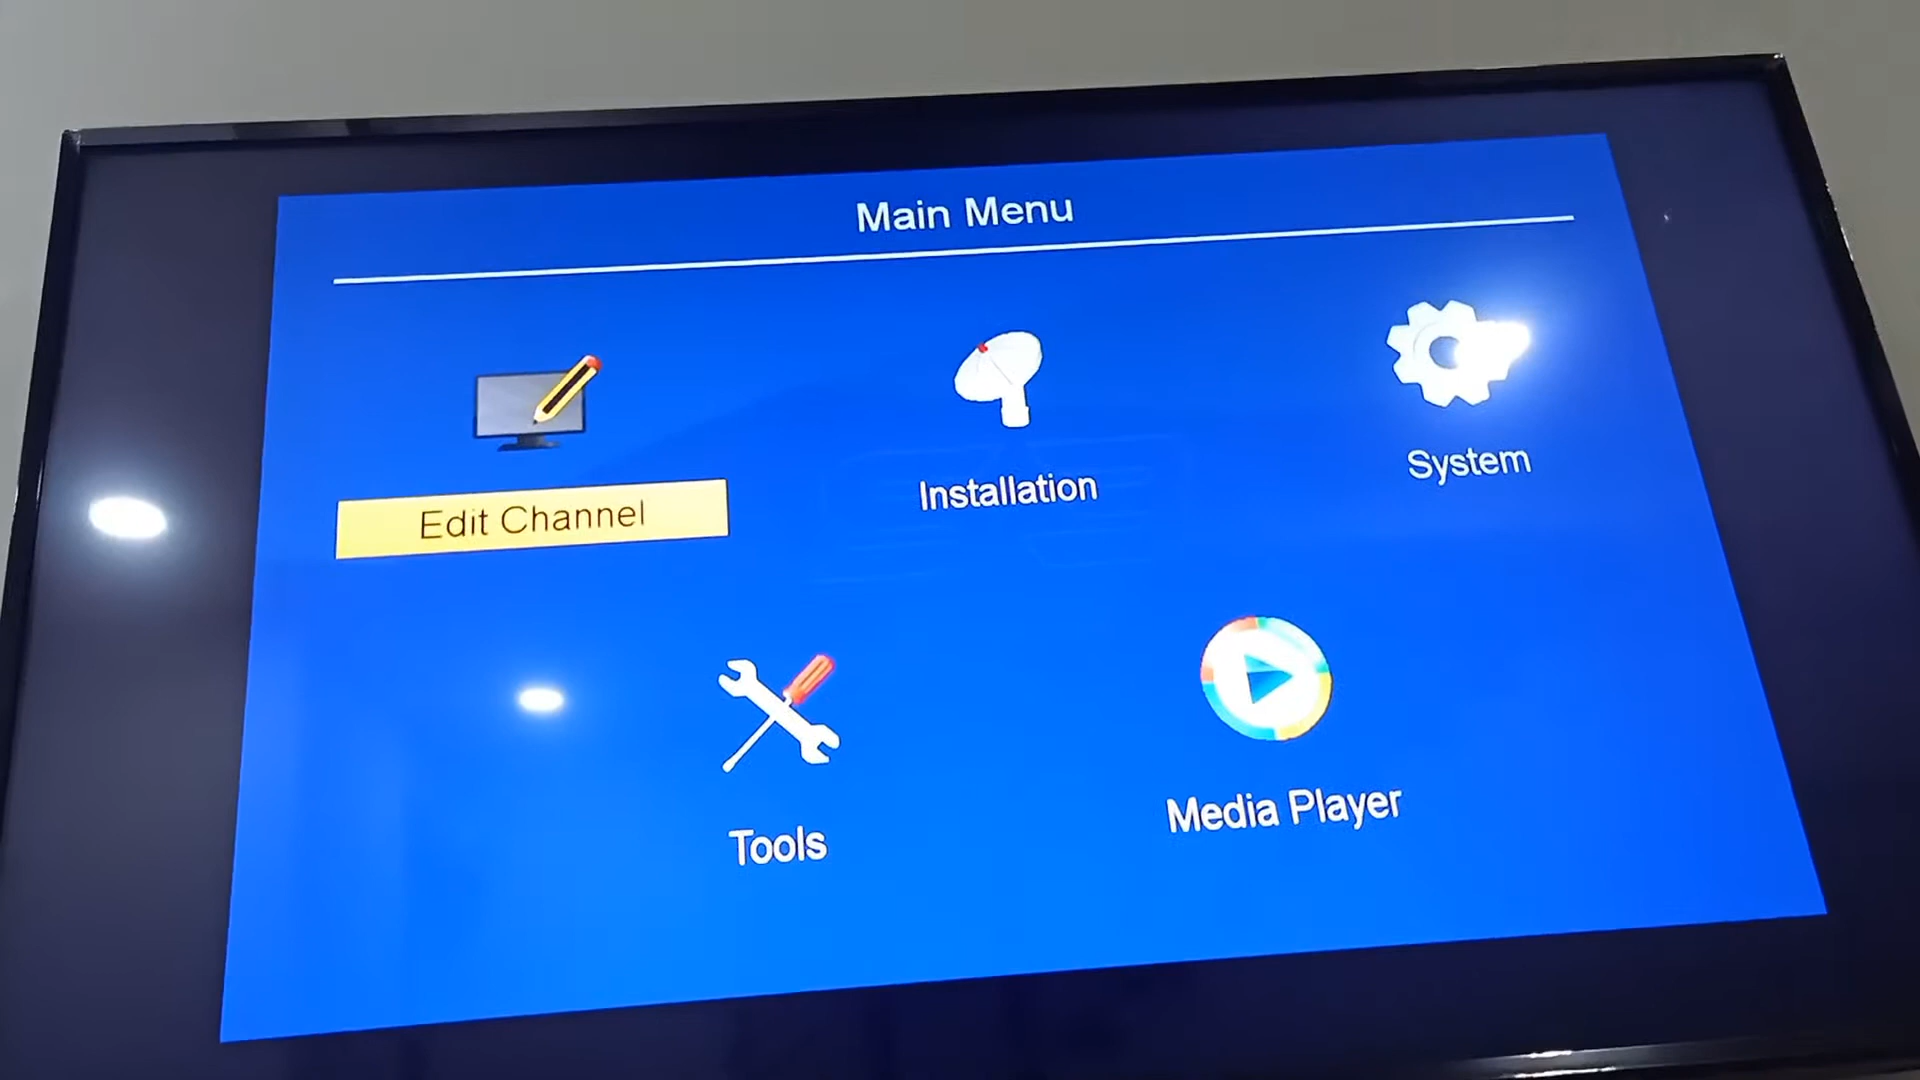 Main Menu
Edit Channel
Installation
System
Tools
Media Player